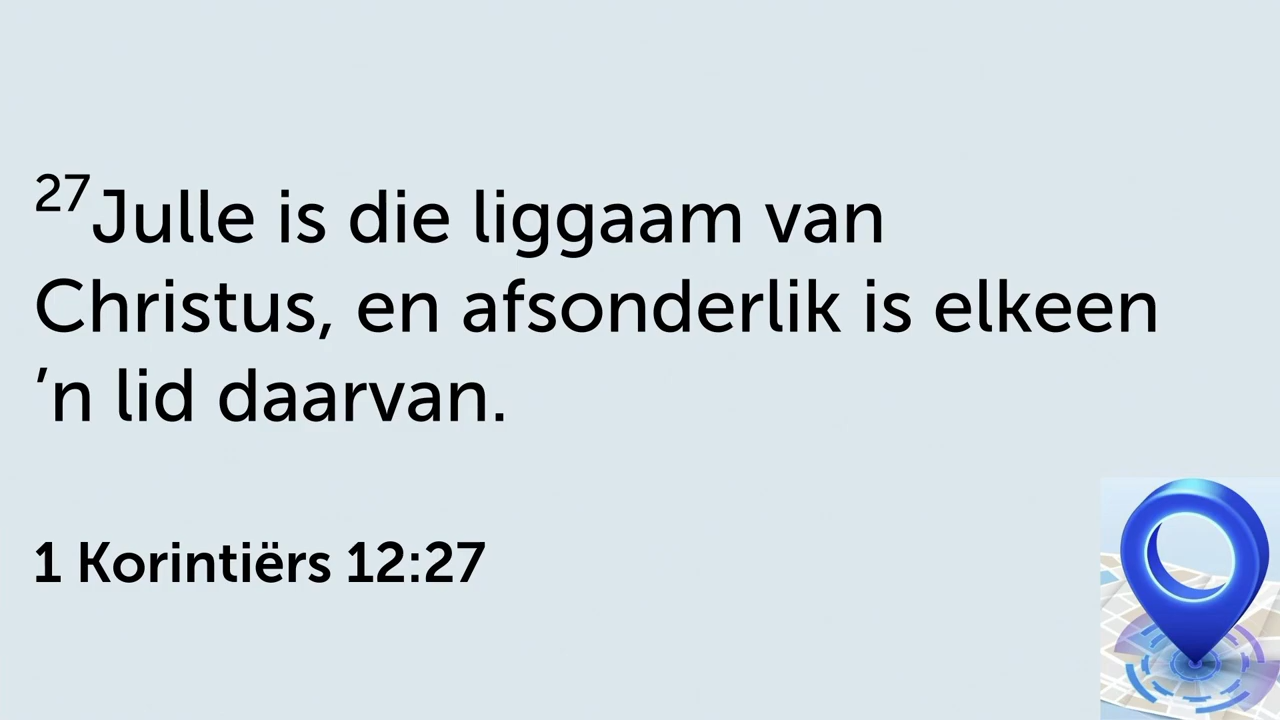 27Julle is die liggaam van
Christus, en afsonderlik is elkeen
’n lid daarvan.
1 Korintiërs 12:27